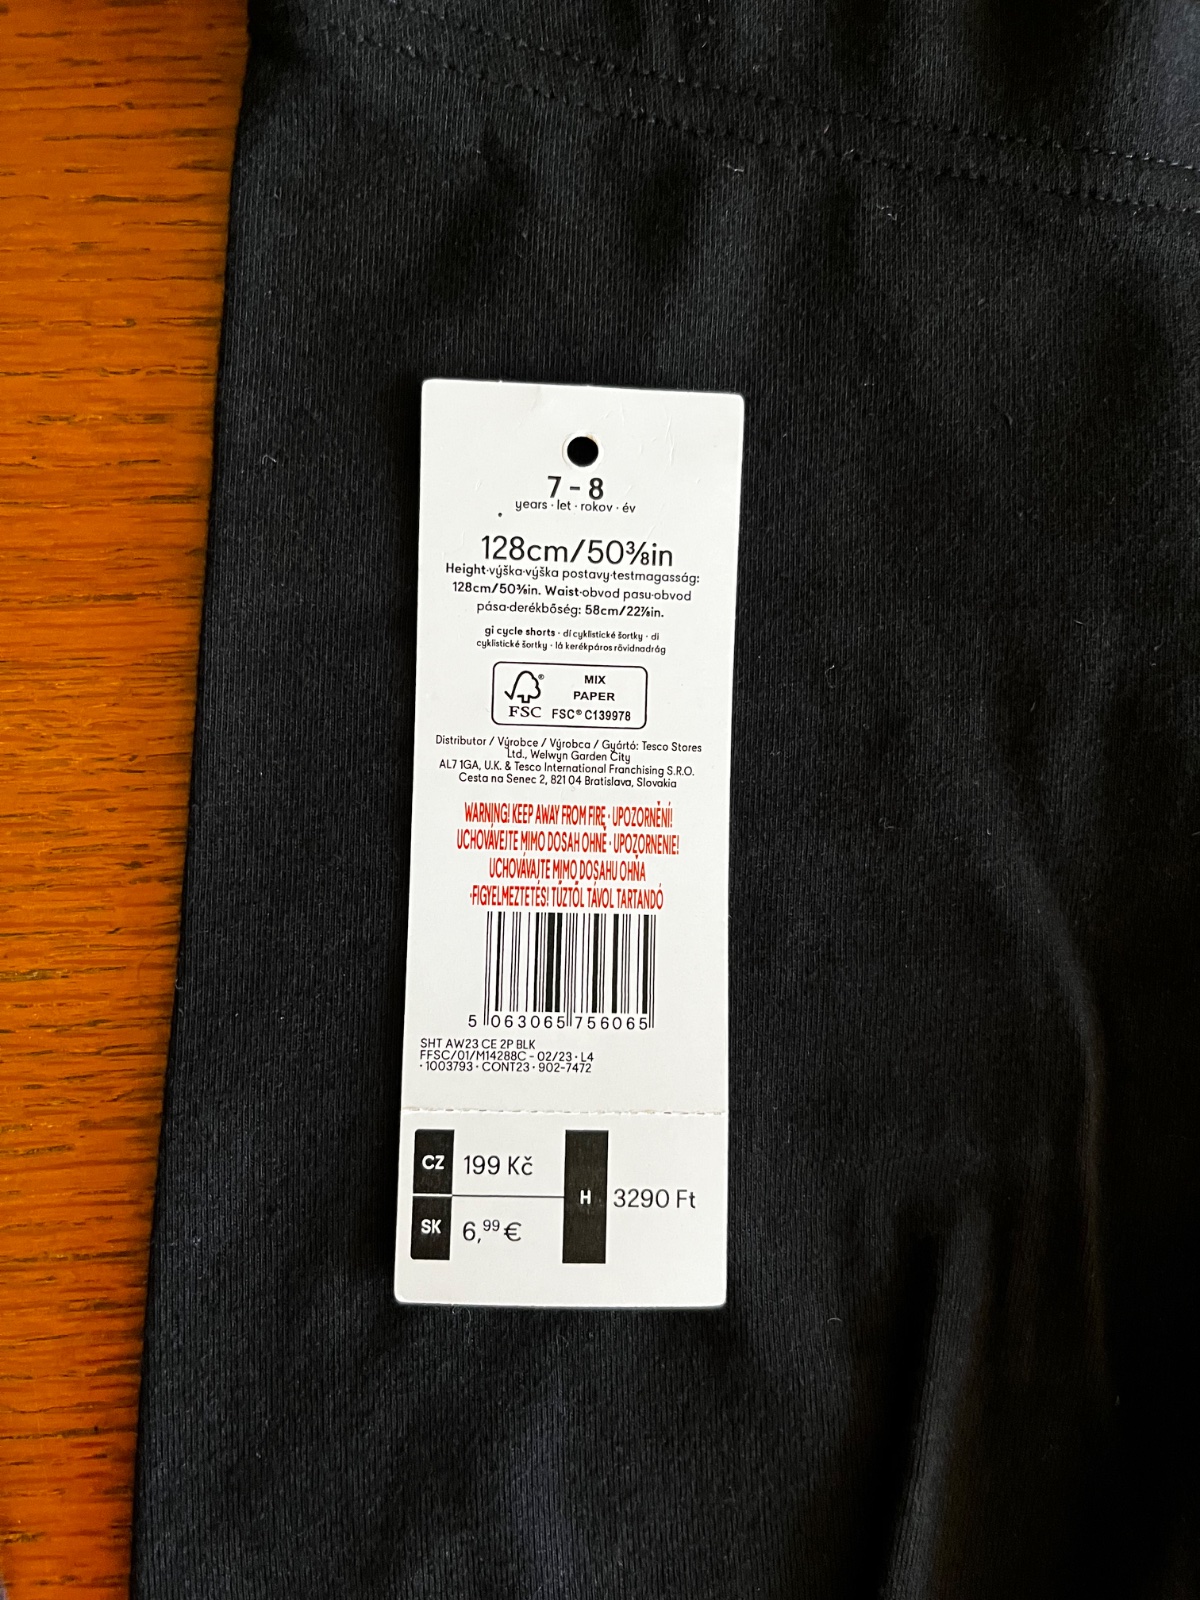 7 - 8
years · let · rokov · év
128cm/50⅜in
Height·výška·výška postavy·testmagasság:
128cm/50⅜in. Waist·obvod pasu·obvod
pása·derékbőség: 58cm/22⅞in.
gi cycle shorts · dí cyklistické šortky · di
cyklistické šortky · lá kerékpáros rövidnadrág
MIX
PAPER
FSC® C139978
FSC
Distributor / Výrobce / Výrobca / Gyártó: Tesco Stores
Ltd., Welwyn Garden City
AL7 1GA, U.K. & Tesco International Franchising S.R.O.
Cesta na Senec 2, 821 04 Bratislava, Slovakia
WARNING! KEEP AWAY FROM FIRE · UPOZORNĚNÍ!
UCHOVÁVEJTE MIMO DOSAH OHNĚ · UPOZORNENIE!
UCHOVÁVAJTE MIMO DOSAHU OHŇA
·FIGYELMEZTETÉS! TŰZTŐL TÁVOL TARTANDÓ
5 063065 756065
SHT AW23 CE 2P BLK
FFSC/01/M14288C - 02/23 · L4
· 1003793 · CONT23 · 902-7472
CZ 199 Kč
H 3290 Ft
SK 6,99 €